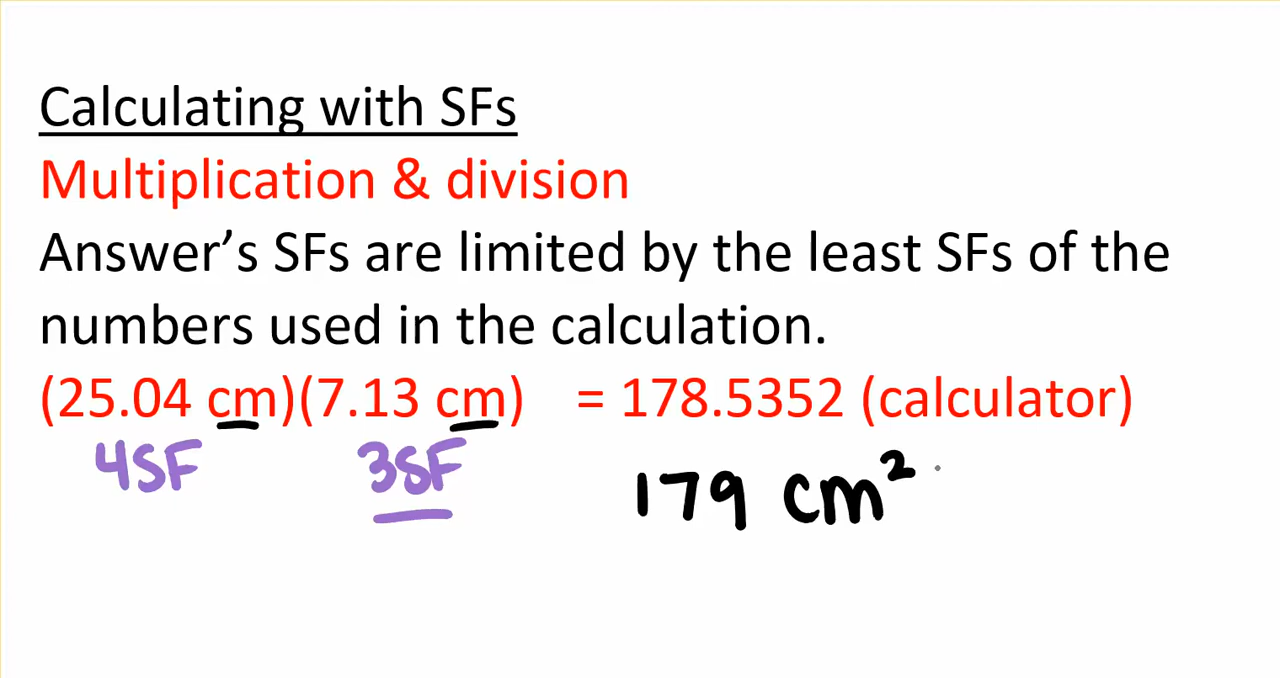 Calculating with SFs
Multiplication & division
Answer’s SFs are limited by the least SFs of the
numbers used in the calculation.
(25.04 cm)(7.13 cm) = 178.5352 (calculator)
4SF 3SF
179 cm²